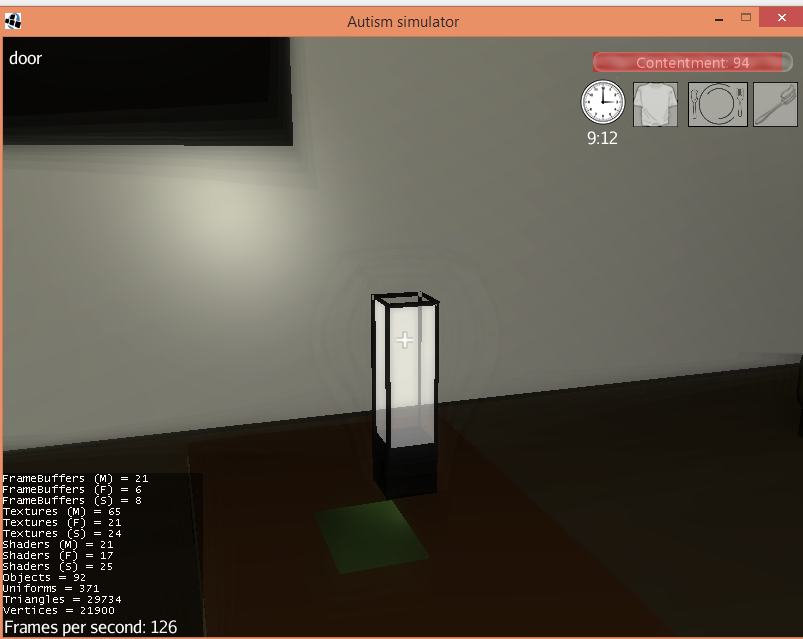 Autism simulator
door
Contentment: 94
9:12
FrameBuffers (M) = 21
FrameBuffers (F) = 6
FrameBuffers (S) = 8
Textures (M) = 65
Textures (F) = 21
Textures (S) = 24
Shaders (M) = 21
Shaders (F) = 17
Shaders (S) = 25
Objects = 92
Uniforms = 371
Triangles = 29734
Vertices = 21900
Frames per second: 126